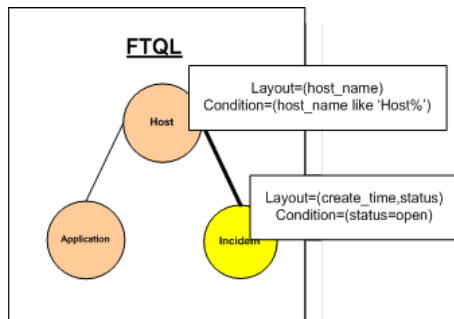 FTQL
Layout=(host_name)
Condition=(host_name like ‘Host%’)
Host
Layout=(create_time,status)
Condition=(status=open)
Application
Incident